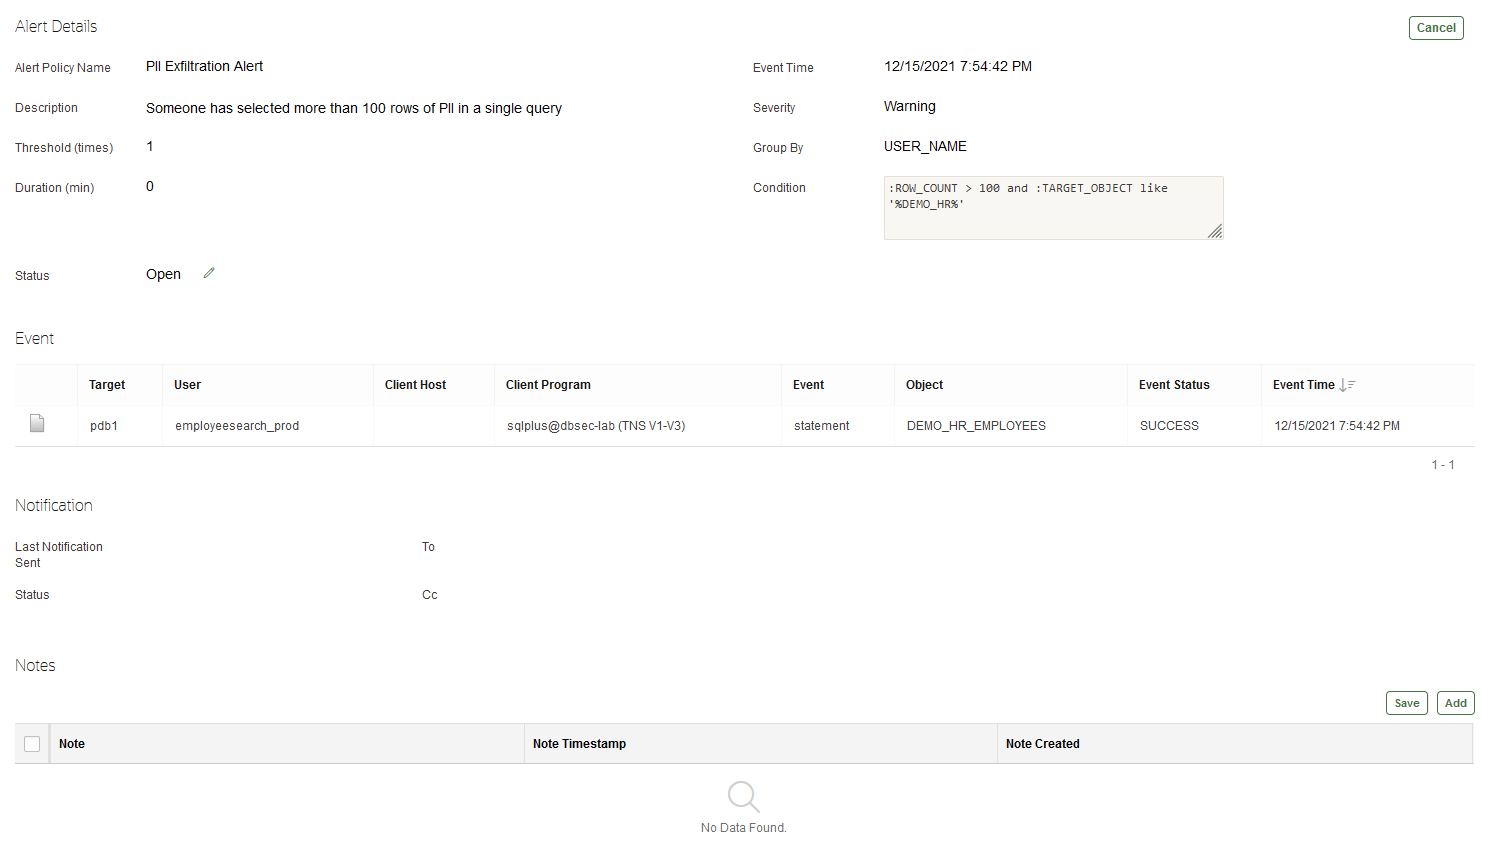 Alert Details
Cancel
Alert Policy Name PII Exfiltration Alert Event Time 12/15/2021 7:54:42 PM
Description Someone has selected more than 100 rows of PII in a single query Severity Warning
Threshold (times) 1 Group By USER_NAME
Duration (min) 0 Condition :ROW_COUNT > 100 and :TARGET_OBJECT like
'%DEMO_HR%'
Status Open
Event
Target User Client Host Client Program Event Object Event Status Event Time
pdb1 employeesearch_prod sqlplus@dbsec-lab (TNS V1-V3) statement DEMO_HR_EMPLOYEES SUCCESS 12/15/2021 7:54:42 PM
1 - 1
Notification
Last Notification To
Sent
Status Cc
Notes
Save Add
Note Note Timestamp Note Created
No Data Found.